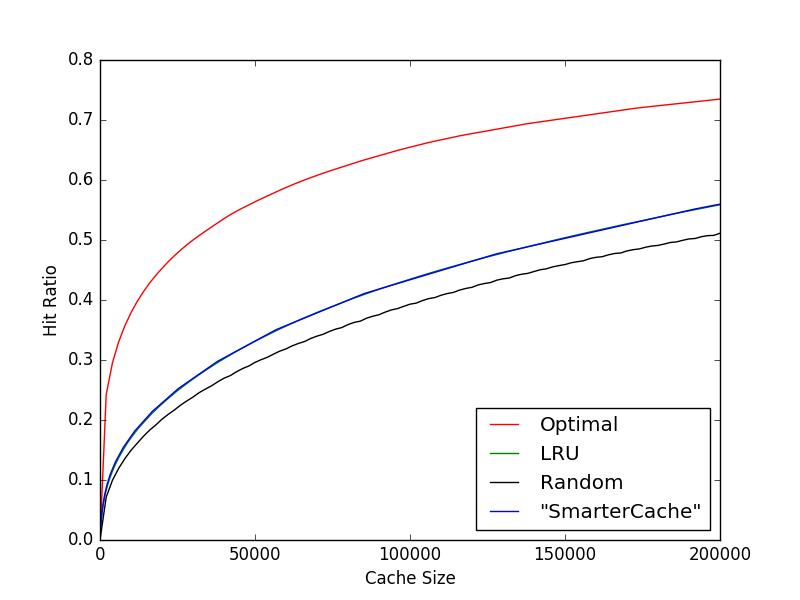 0.8
0.7
0.6
0.5
0.4
0.3
0.2
0.1
0.0
Hit Ratio
Optimal
LRU
Random
"SmarterCache"
0 50000 100000 150000 200000
Cache Size